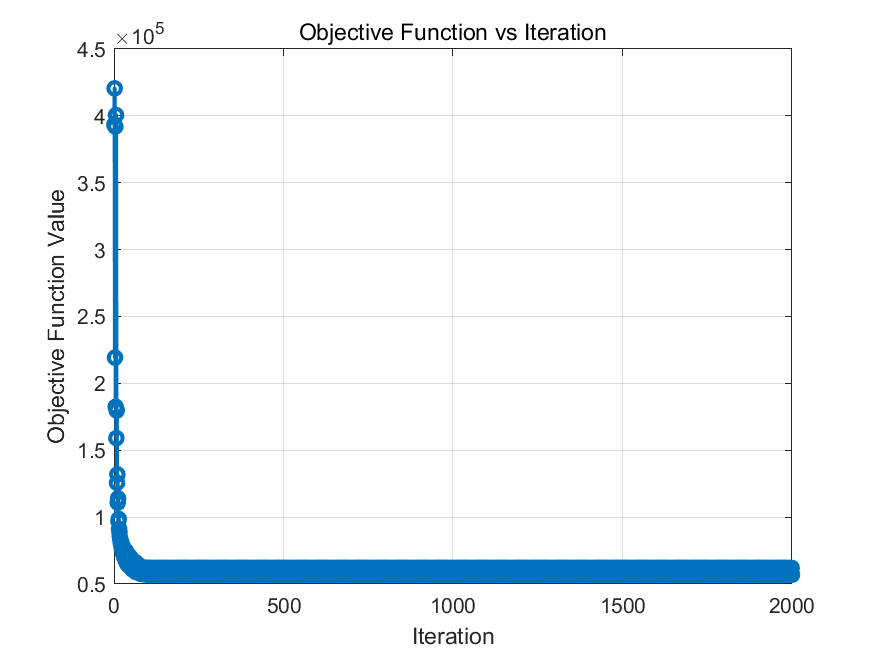 Objective Function vs Iteration
×10^5
4.5
4
3.5
3
2.5
2
1.5
1
0.5
Objective Function Value
0 500 1000 1500 2000
Iteration